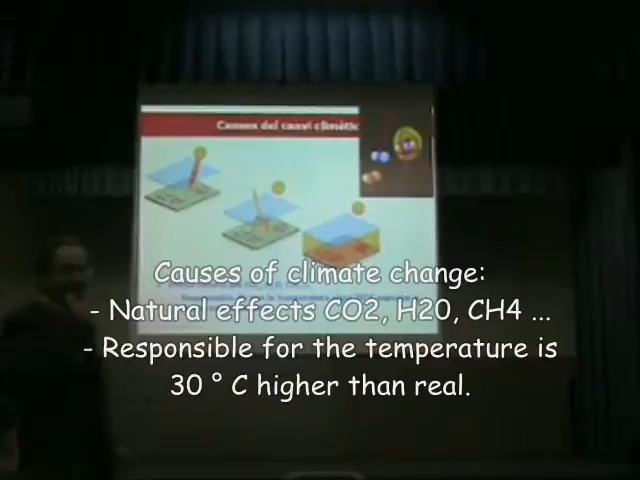 Causes del canvi climàtic
Causes of climate change:
- Natural effects CO2, H20, CH4 ...
- Responsible for the temperature is
30 ° C higher than real.